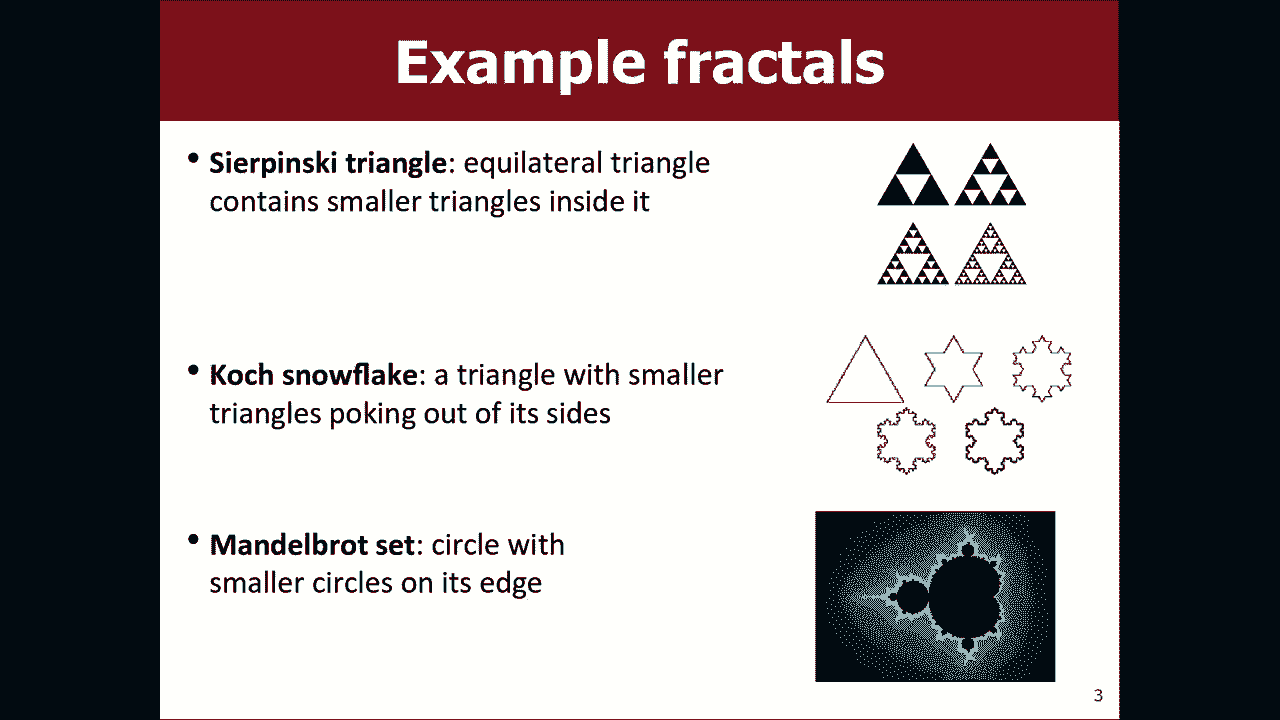 Example fractals
• Sierpinski triangle: equilateral triangle
contains smaller triangles inside it
• Koch snowflake: a triangle with smaller
triangles poking out of its sides
• Mandelbrot set: circle with
smaller circles on its edge
3